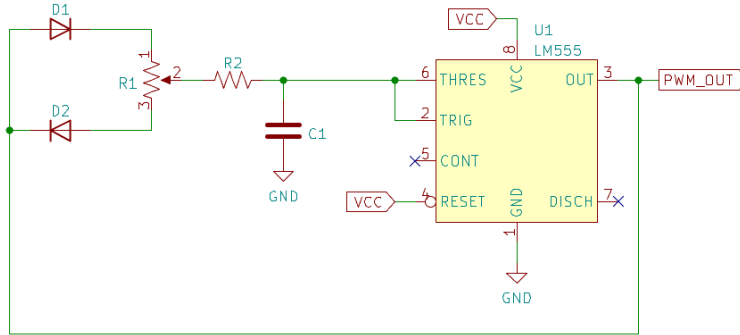 D1
VCC
U1
LM555
8
1
R2
2
R1
3
6
THRES
VCC
OUT
3
PWM_OUT
D2
2
TRIG
C1
5
CONT
GND
VCC
4
RESET
GND
DISCH
7
1
GND